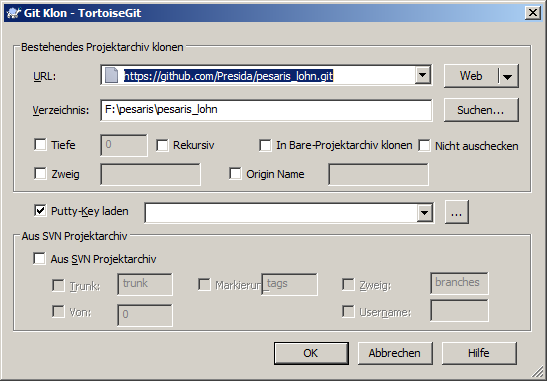 Git Klon - TortoiseGit
Bestehendes Projektarchiv klonen
URL: https://github.com/Presida/pesaris_lohn.git Web
Verzeichnis: F:\pesaris\pesaris_lohn Suchen...
Tiefe 0 Rekursiv In Bare-Projektarchiv klonen Nicht auschecken
Zweig Origin Name
Putty-Key laden ...
Aus SVN Projektarchiv
Aus SVN Projektarchiv
Trunk: trunk Markierun tags Zweig: branches
Von: 0 Username:
OK Abbrechen Hilfe